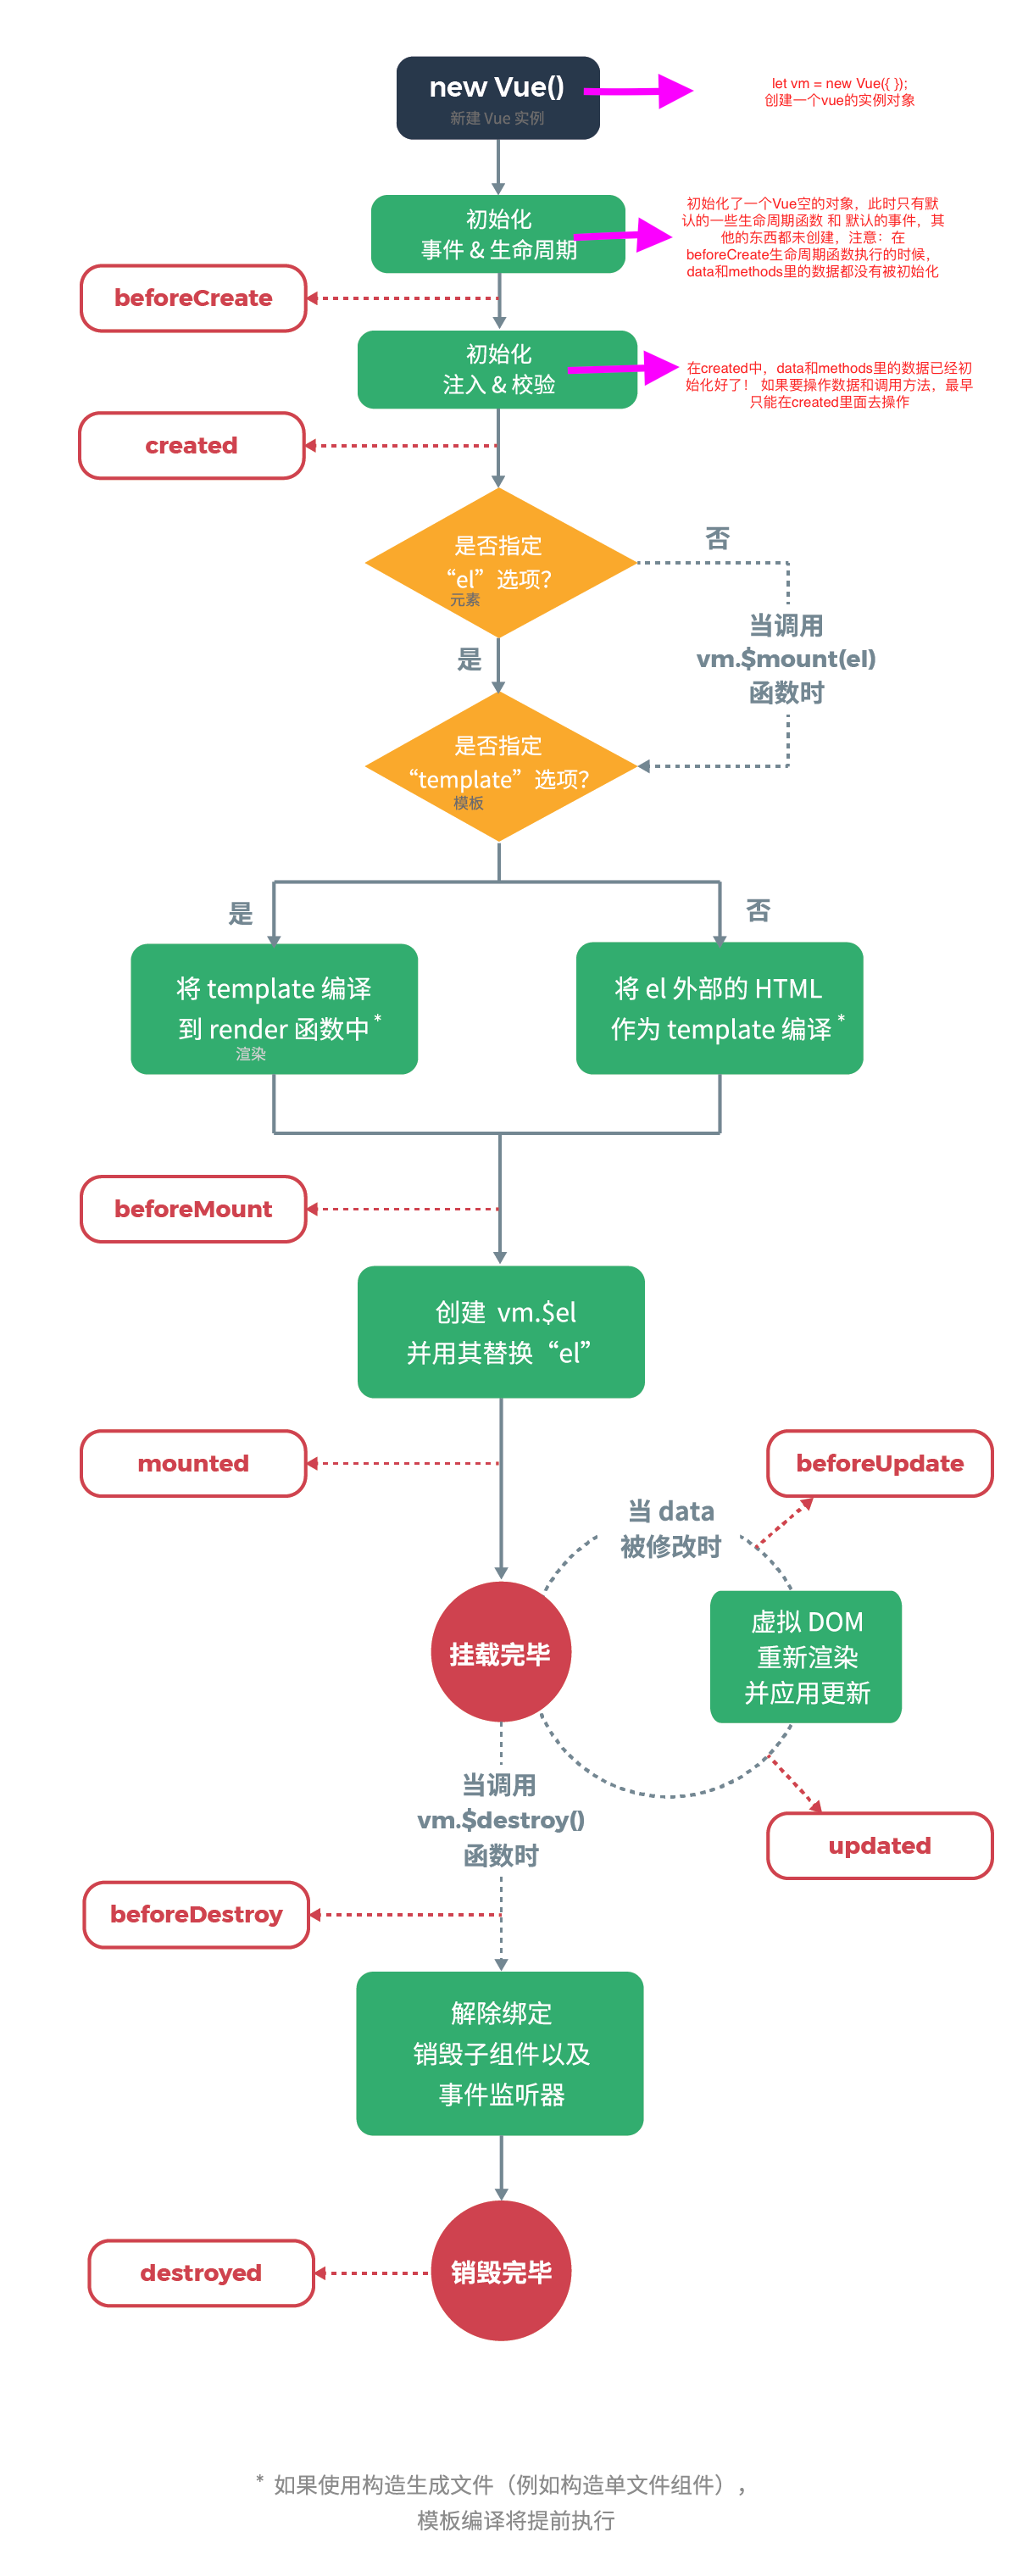 new Vue()
新建 Vue 实例
let vm = new Vue({ });
创建一个vue的实例对象
初始化
事件 & 生命周期
初始化了一个Vue空的对象，此时只有默
认的一些生命周期函数 和 默认的事件，其
他的东西都未创建，注意：在
beforeCreate生命周期函数执行的时候，
data和methods里的数据都没有被初始化
beforeCreate
初始化
注入 & 校验
在created中，data和methods里的数据已经初
始化好了！ 如果要操作数据和调用方法，最早
只能在created里面去操作
created
是否指定
“el”选项?
元素
否
当调用
vm.$mount(el)
函数时
是
是否指定
“template”选项?
模板
是
否
将 template 编译
到 render 函数中*
渲染
将 el 外部的 HTML
作为 template 编译*
beforeMount
创建 vm.$el
并用其替换“el”
mounted
beforeUpdate
当 data
被修改时
挂载完毕
虚拟 DOM
重新渲染
并应用更新
当调用
vm.$destroy()
函数时
updated
beforeDestroy
解除绑定
销毁子组件以及
事件监听器
销毁完毕
destroyed
* 如果使用构造生成文件（例如构造单文件组件），
模板编译将提前执行